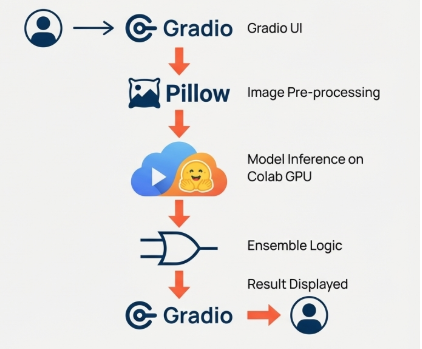 Gradio Gradio UI
Pillow Image Pre-processing
Model Inference on
Colab GPU
Ensemble Logic
Result Displayed
Gradio